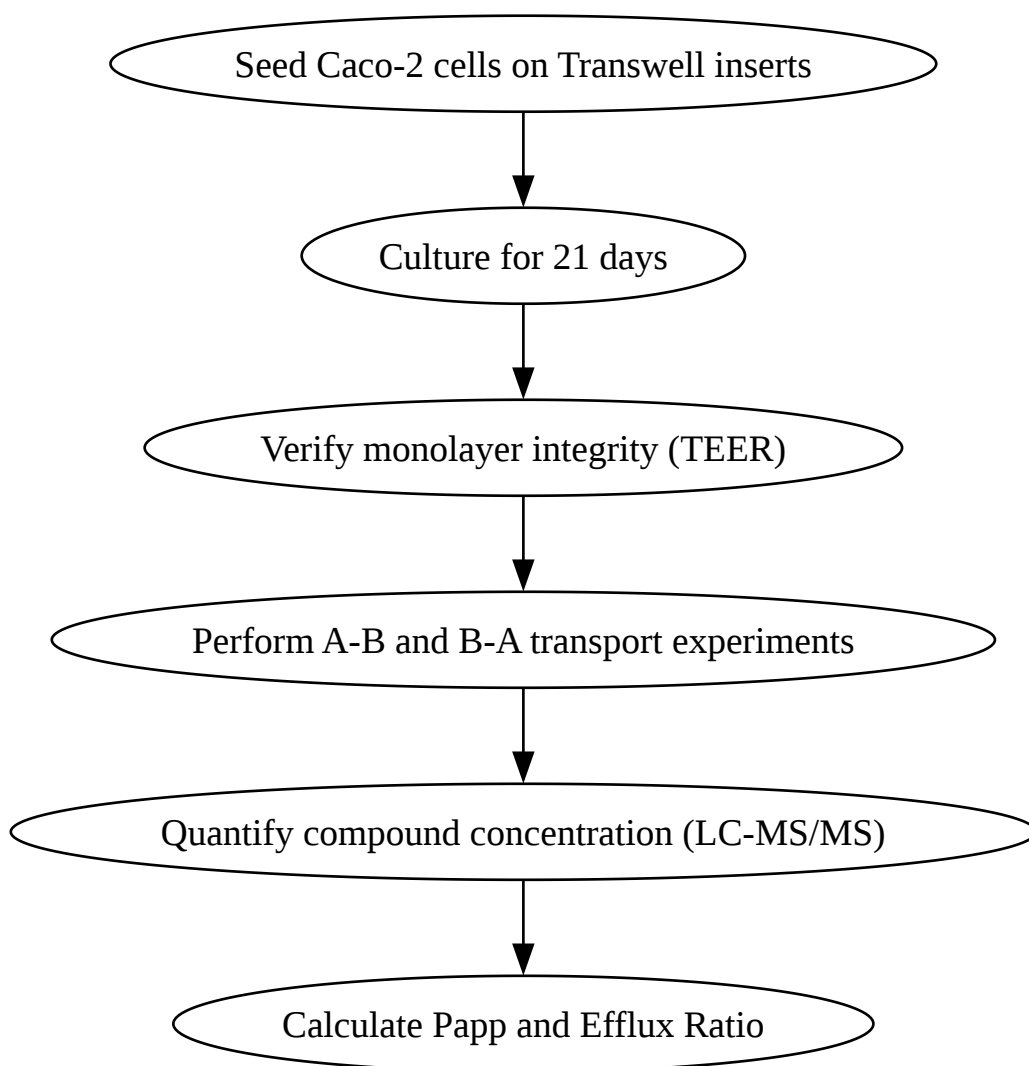 Seed Caco-2 cells on Transwell inserts
Culture for 21 days
Verify monolayer integrity (TEER)
Perform A-B and B-A transport experiments
Quantify compound concentration (LC-MS/MS)
Calculate Papp and Efflux Ratio